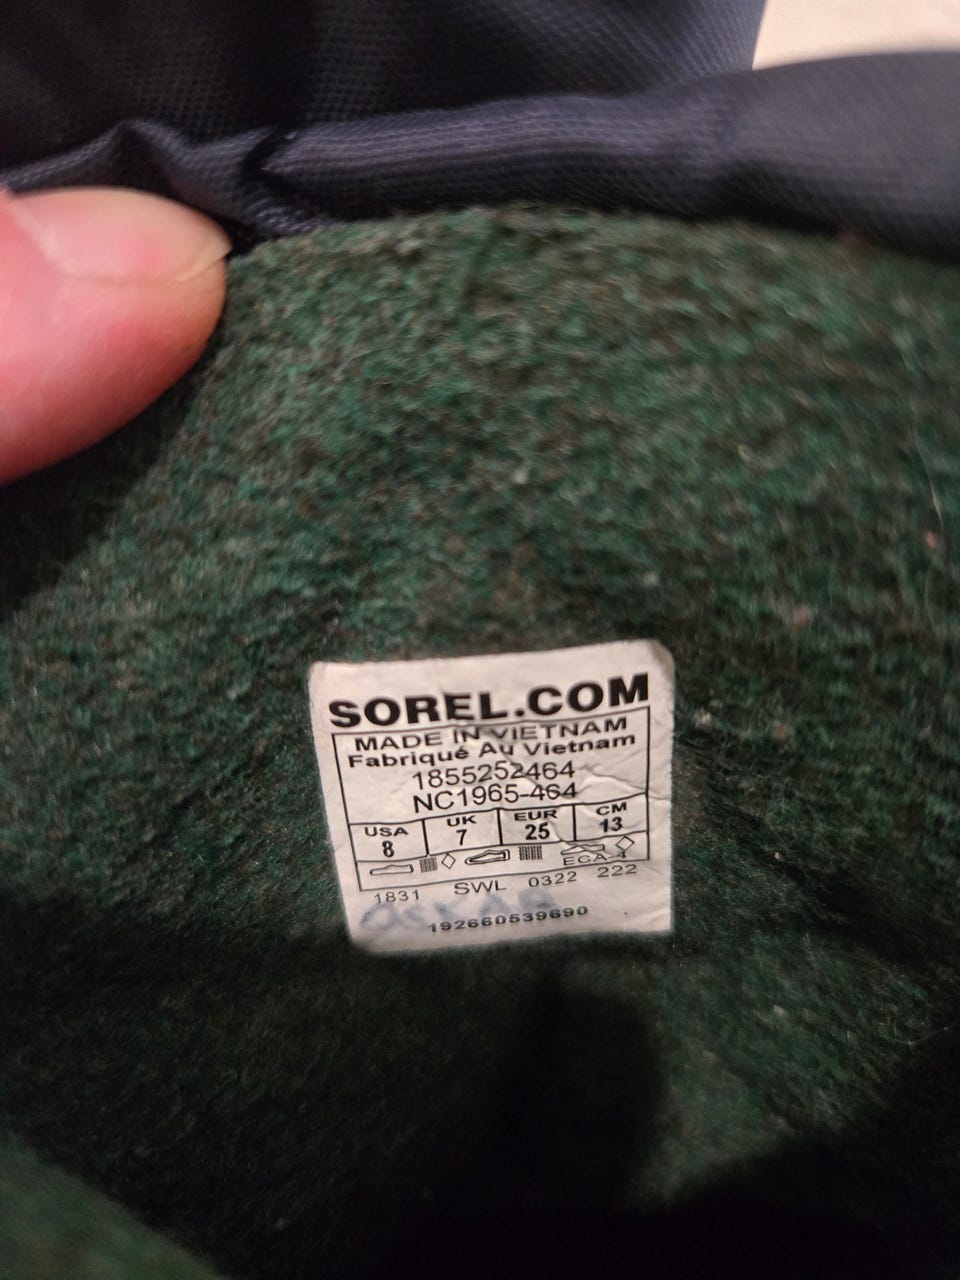 SOREL.COM
MADE IN VIETNAM
Fabriqué Au Vietnam
1855252464
NC1965-464
USA UK EUR CM
8 7 25 13
ECA-4
1831 SWL 0322 222
OSKAR
192660539690